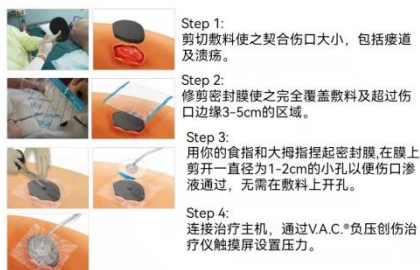 Step 1:
剪切敷料使之契合伤口大小，包括瘘道
及溃疡。
Step 2:
修剪密封膜使之完全覆盖敷料及超过伤
口边缘3-5cm的区域。
Step 3:
用你的食指和大拇指捏起密封膜,在膜上
剪开一直径为1-2cm的小孔以便伤口渗
液通过，无需在敷料上开孔。
Step 4:
连接治疗主机，通过V.A.C.®负压创伤治
疗仪触摸屏设置压力。